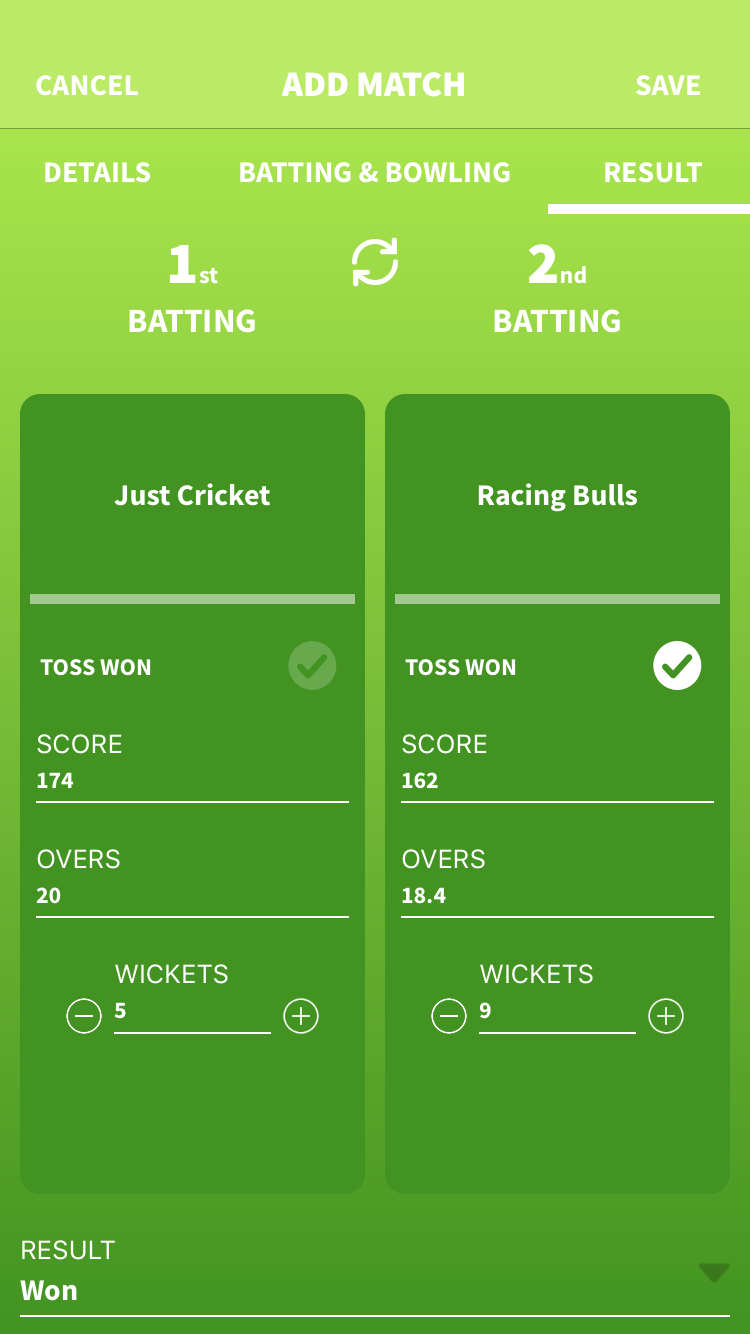 CANCEL ADD MATCH SAVE
DETAILS BATTING & BOWLING RESULT
1st 2nd
BATTING BATTING
Just Cricket Racing Bulls
TOSS WON TOSS WON
SCORE SCORE
174 162
OVERS OVERS
20 18.4
WICKETS WICKETS
5 9
RESULT
Won